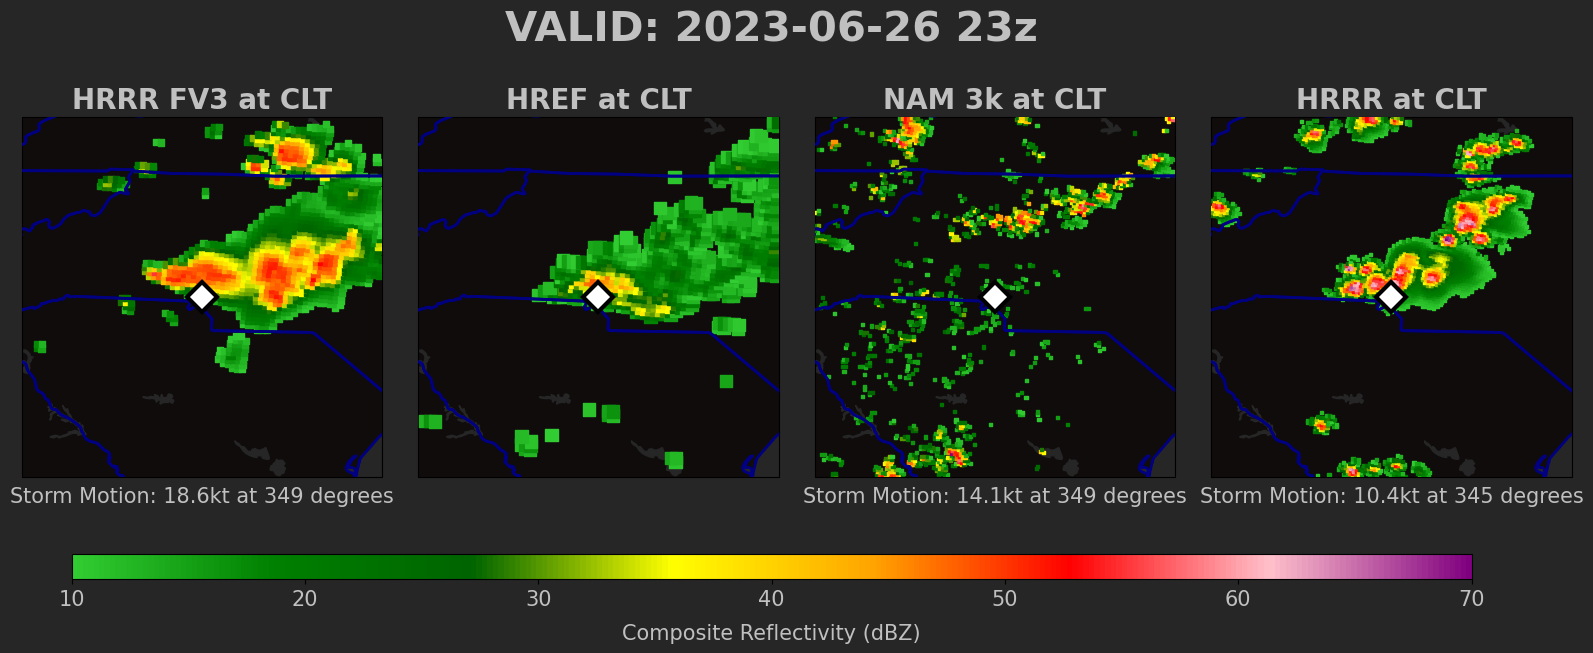 VALID: 2023-06-26 23z
HRRR FV3 at CLT
HREF at CLT
NAM 3k at CLT
HRRR at CLT
Storm Motion: 18.6kt at 349 degrees
Storm Motion: 14.1kt at 349 degrees
Storm Motion: 10.4kt at 345 degrees
10 20 30 40 50 60 70
Composite Reflectivity (dBZ)